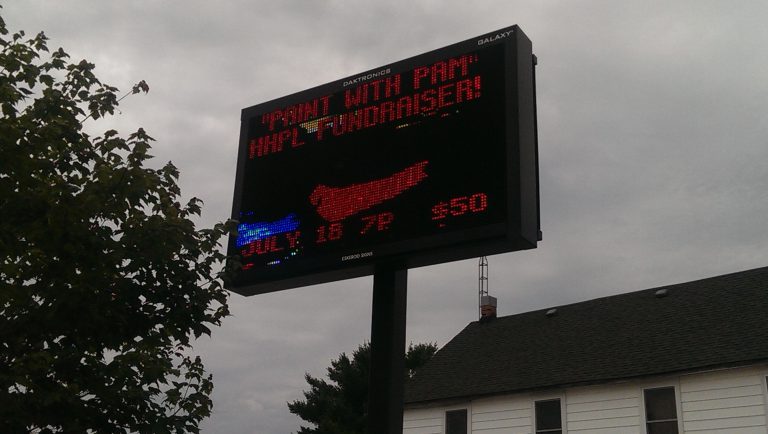 DAKTRONICS
GALAXY
"PAINT WITH PAM"
HHPL FUNDRAISER!
JULY 18 7P $50